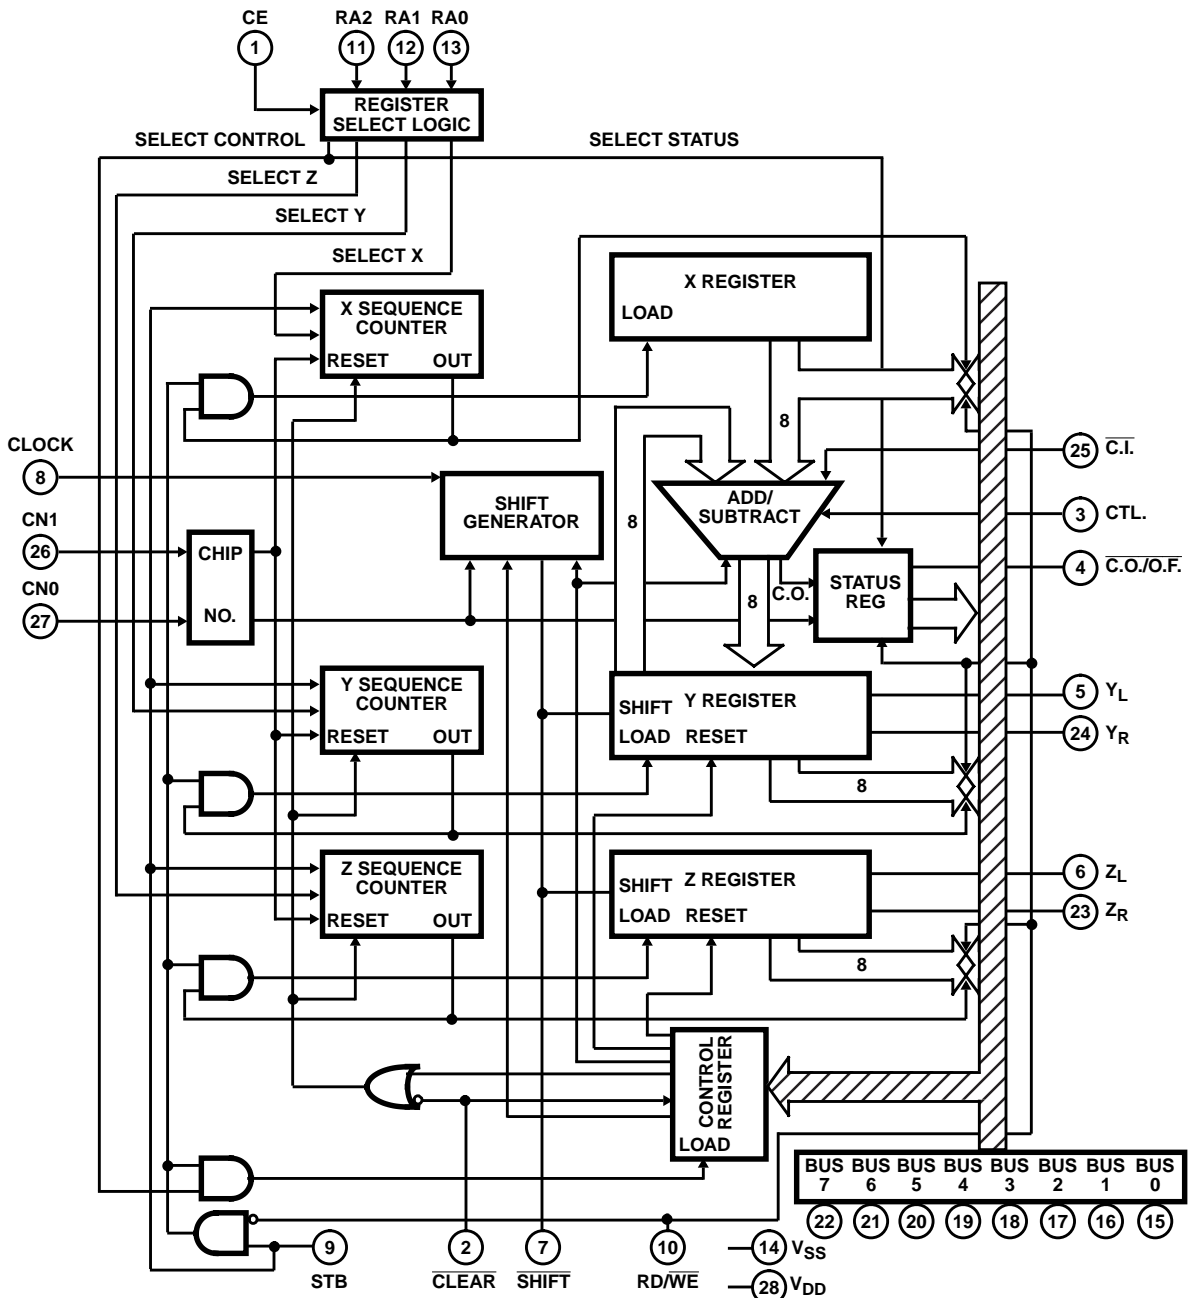 CE RA2 RA1 RA0
1 11 12 13
REGISTER
SELECT LOGIC
SELECT CONTROL SELECT STATUS
SELECT Z
SELECT Y
SELECT X
X SEQUENCE
COUNTER
RESET OUT
X REGISTER
LOAD
8
CLOCK
8
CN1
26
CN0
27
CHIP
NO.
SHIFT
GENERATOR
8
ADD/
SUBTRACT
25 C.I.
3 CTL.
4 C.O./O.F.
C.O.
8
STATUS
REG
Y SEQUENCE
COUNTER
RESET OUT
SHIFT Y REGISTER
LOAD RESET
8
5 YL
24 YR
Z SEQUENCE
COUNTER
RESET OUT
SHIFT Z REGISTER
LOAD RESET
8
6 ZL
23 ZR
CONTROL
REGISTER
LOAD
BUS BUS BUS BUS BUS BUS BUS BUS
7 6 5 4 3 2 1 0
22 21 20 19 18 17 16 15
9 2 7 10
STB CLEAR SHIFT RD/WE
14 VSS
28 VDD